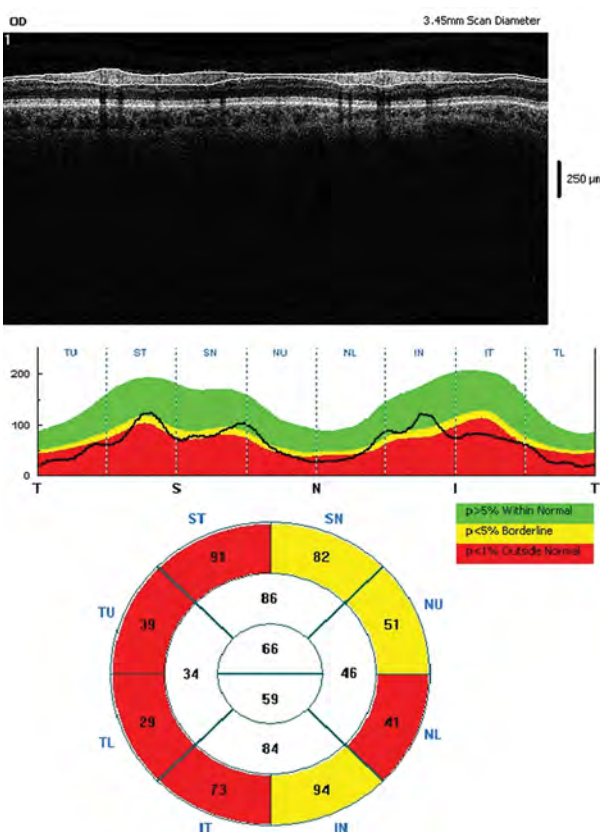 OD 3.45mm Scan Diameter
1
250 µm
TU ST SN NU NL IN IT TL
200
100
0
T S N I T
p>5% Within Normal
p<5% Borderline
p<1% Outside Normal
ST SN
91 82
TU 39 86 51 NU
66
34 46
59
TL 29 84 41 NL
73 94
IT IN